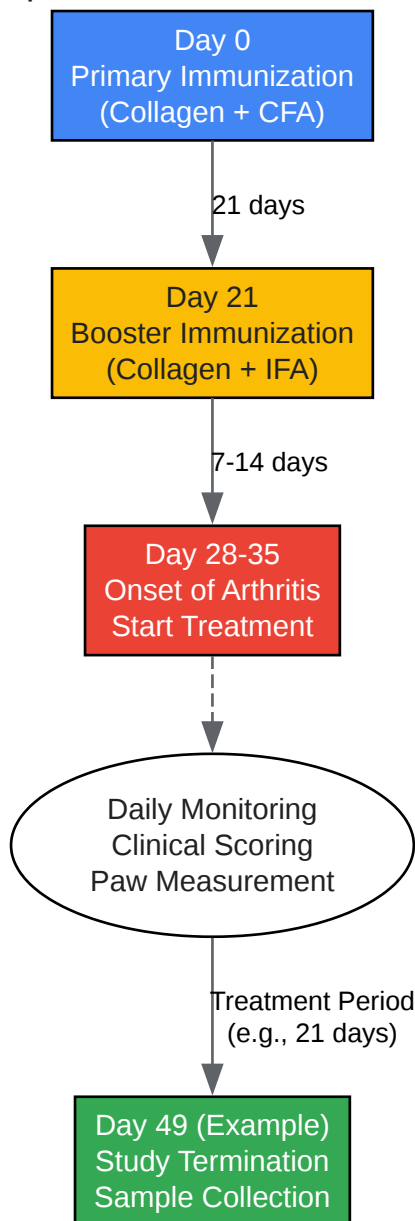 Day 0
Primary Immunization
(Collagen + CFA)
21 days
Day 21
Booster Immunization
(Collagen + IFA)
7-14 days
Day 28-35
Onset of Arthritis
Start Treatment
Daily Monitoring
Clinical Scoring
Paw Measurement
Treatment Period
(e.g., 21 days)
Day 49 (Example)
Study Termination
Sample Collection